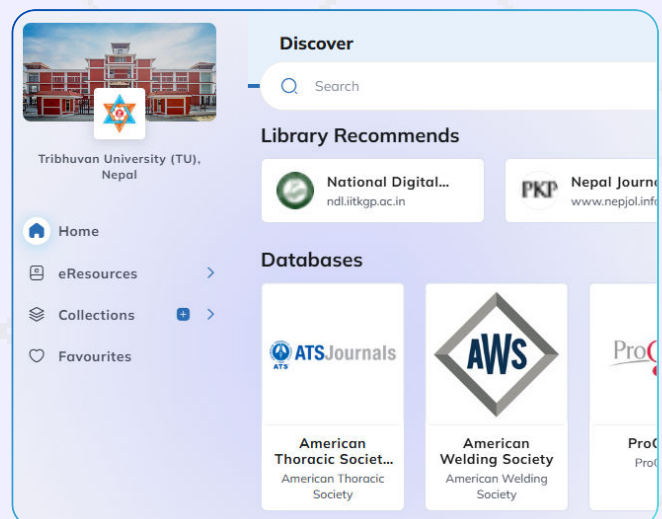 Discover
Search
Tribhuvan University (TU),
Nepal
Home
eResources
Collections
Favourites
Library Recommends
National Digital...
ndl.iitkgp.ac.in
PKP
Nepal Journ
www.nepjol.info
Databases
ATSJournals
ATS
American
Thoracic Societ...
American Thoracic
Society
AWS
American
Welding Society
American Welding
Society
Pro
Pro